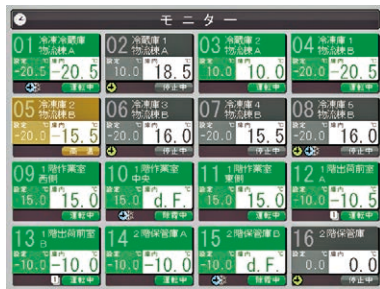 モニター
01 冷凍冷蔵庫
物流棟A
設定 ℃ 庫内 ℃
-20.5 -20.5
運転中
02 冷蔵庫1
物流棟A
設定 ℃ 庫内 ℃
10.0 18.5
停止中
03 冷蔵庫2
物流棟A
設定 ℃ 庫内 ℃
10.0 10.0
運転中
04 冷凍庫1
物流棟A
設定 ℃ 庫内 ℃
-20.5 -20.5
運転中
05 冷凍庫2
物流棟B
設定 ℃ 庫内 ℃
-20.0 -15.5
06 冷凍庫3
物流棟B
設定 ℃ 庫内 ℃
-20.0 16.0
停止中
07 冷凍庫4
物流棟B
設定 ℃ 庫内 ℃
-20.0 15.5
停止中
08 冷凍庫5
物流棟B
設定 ℃ 庫内 ℃
-20.0 16.0
停止中
09 1階作業室
西側
設定 ℃ 庫内 ℃
15.0 15.0
運転中
10 1階作業室
中央
設定 ℃ 庫内 ℃
15.0 d.F.
除霜中
11 1階作業室
東側
設定 ℃ 庫内 ℃
15.0 15.0
運転中
12 1階出荷前室
A
設定 ℃ 庫内 ℃
-10.0 -10.5
運転中
13 1階出荷前室
B
設定 ℃ 庫内 ℃
-10.0 -10.0
運転中
14 2階保管庫A
設定 ℃ 庫内 ℃
-10.0 -10.0
運転中
15 2階保管庫B
設定 ℃ 庫内 ℃
-10.0 d.F.
除霜中
16 2階保管庫
設定 ℃ 庫内 ℃
0.0 0.0
停止中